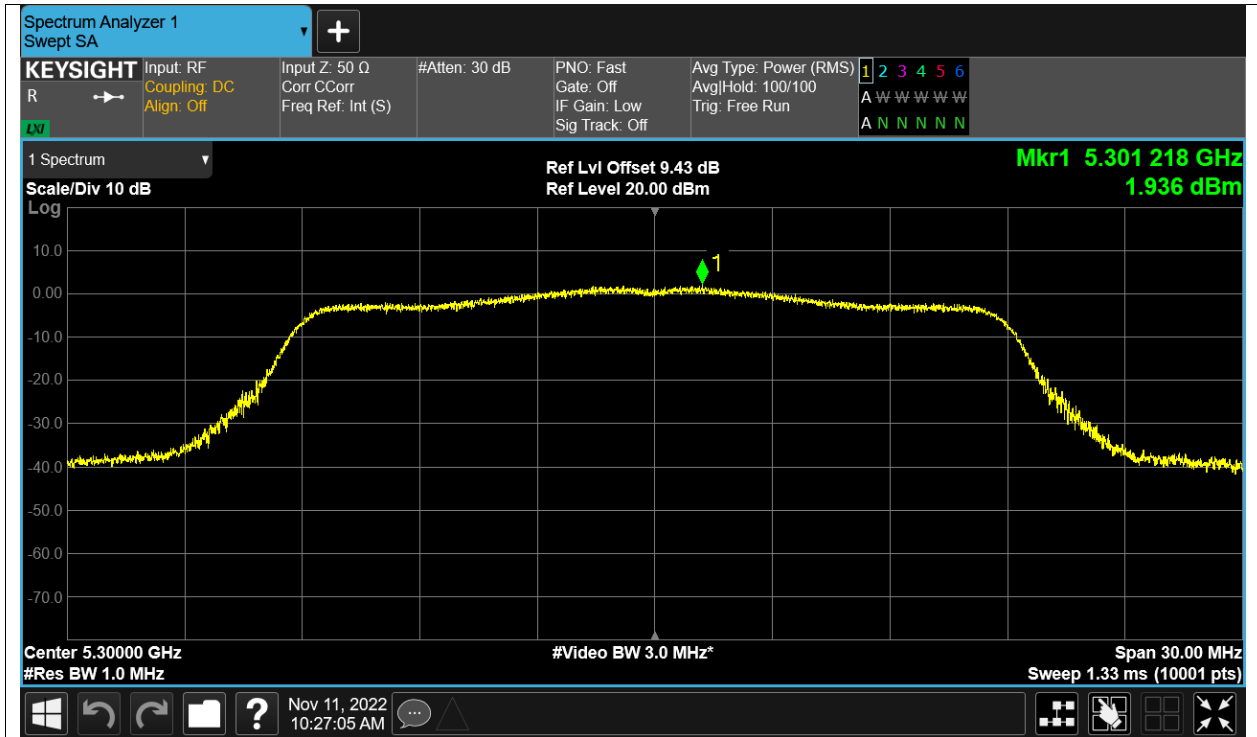 Spectrum Analyzer 1
Swept SA
KEYSIGHT
R
LXI
Input: RF
Coupling: DC
Align: Off
Input Z: 50 Ω
Corr CCorr
Freq Ref: Int (S)
#Atten: 30 dB
PNO: Fast
Gate: Off
IF Gain: Low
Sig Track: Off
Avg Type: Power (RMS)
Avg|Hold: 100/100
Trig: Free Run
1 2 3 4 5 6
A W W W W W
A N N N N N
1 Spectrum
Scale/Div 10 dB
Log
Ref Lvl Offset 9.43 dB
Ref Level 20.00 dBm
Mkr1 5.301 218 GHz
1.936 dBm
1
10.0
0.00
-10.0
-20.0
-30.0
-40.0
-50.0
-60.0
-70.0
Center 5.30000 GHz
#Res BW 1.0 MHz
#Video BW 3.0 MHz*
Span 30.00 MHz
Sweep 1.33 ms (10001 pts)
?
Nov 11, 2022
10:27:05 AM